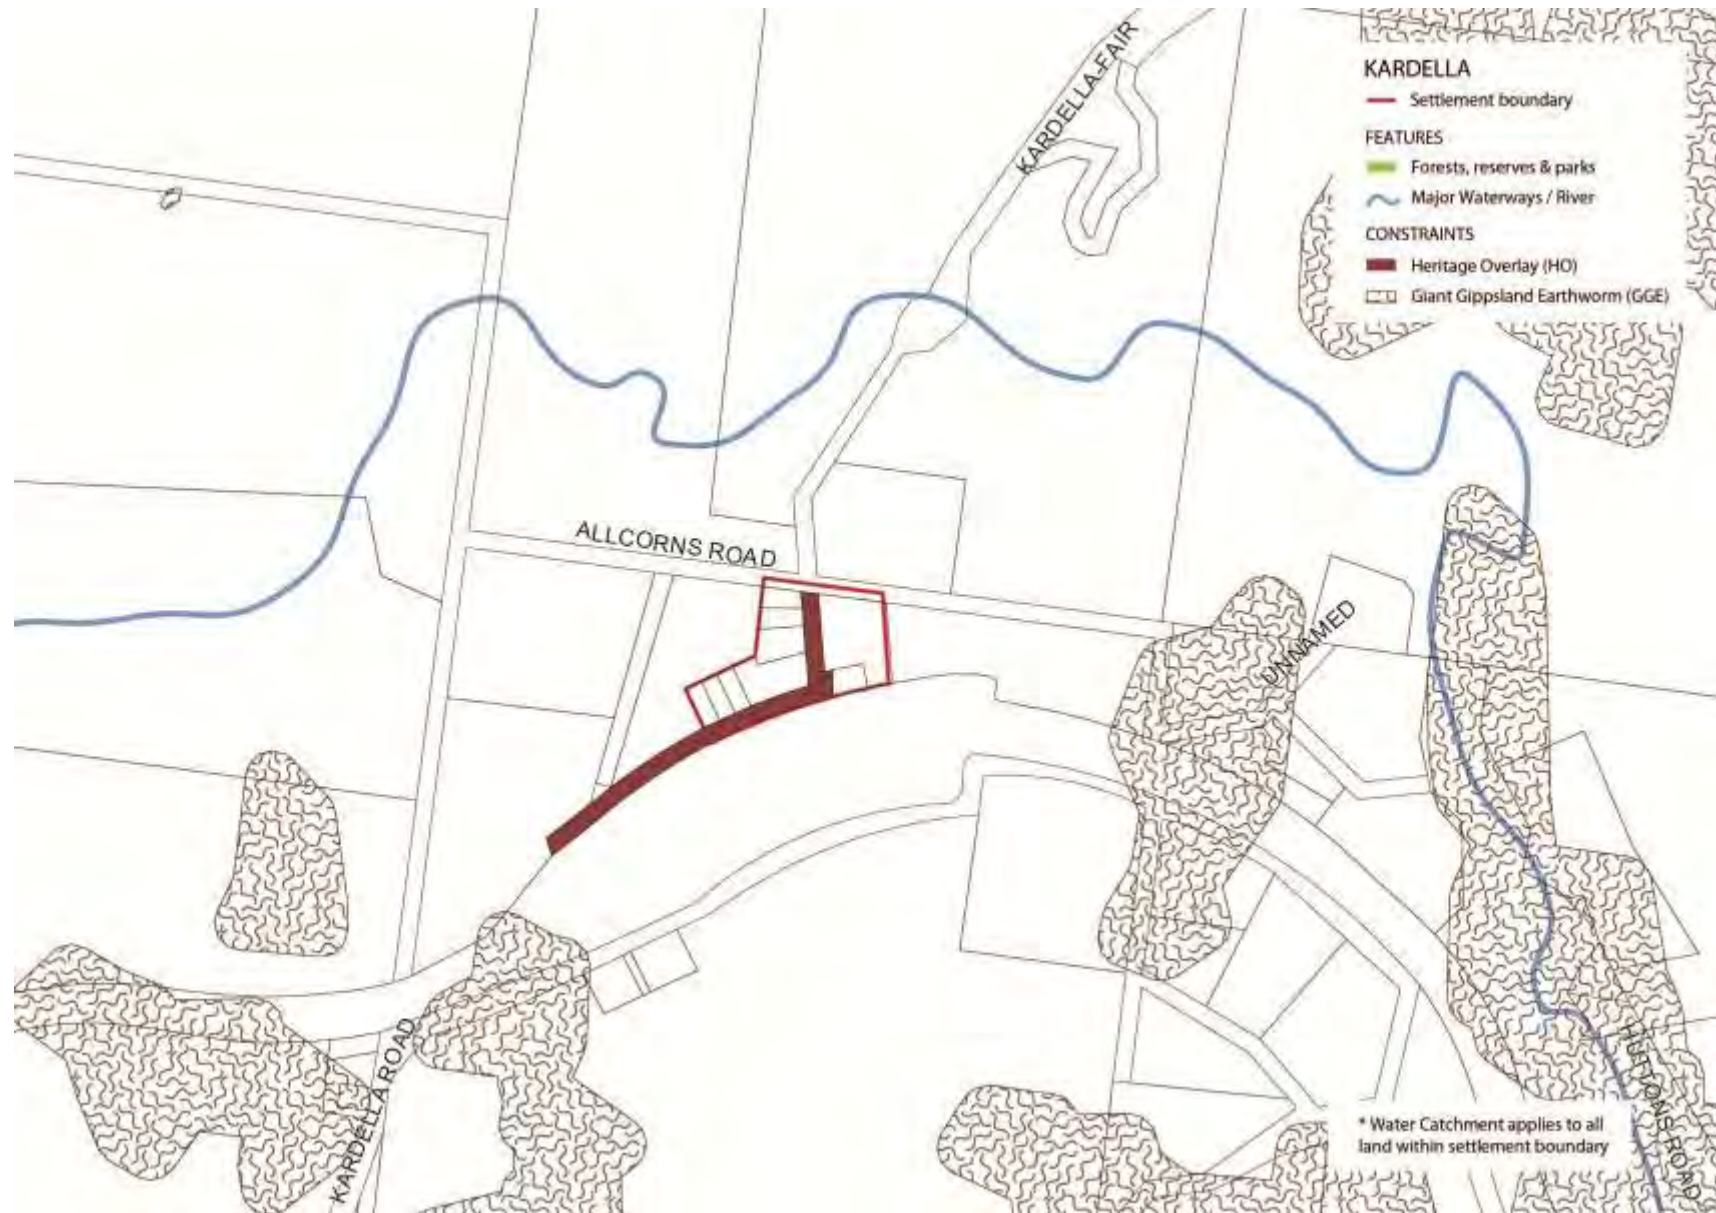 KARDELLA-FAIR
KARDELLA
Settlement boundary
FEATURES
Forests, reserves & parks
Major Waterways / River
CONSTRAINTS
Heritage Overlay (HO)
Giant Gippsland Earthworm (GGE)
ALLCORNS ROAD
UNNAMED
KARDELLA ROAD
HUTTONS ROAD
* Water Catchment applies to all
land within settlement boundary